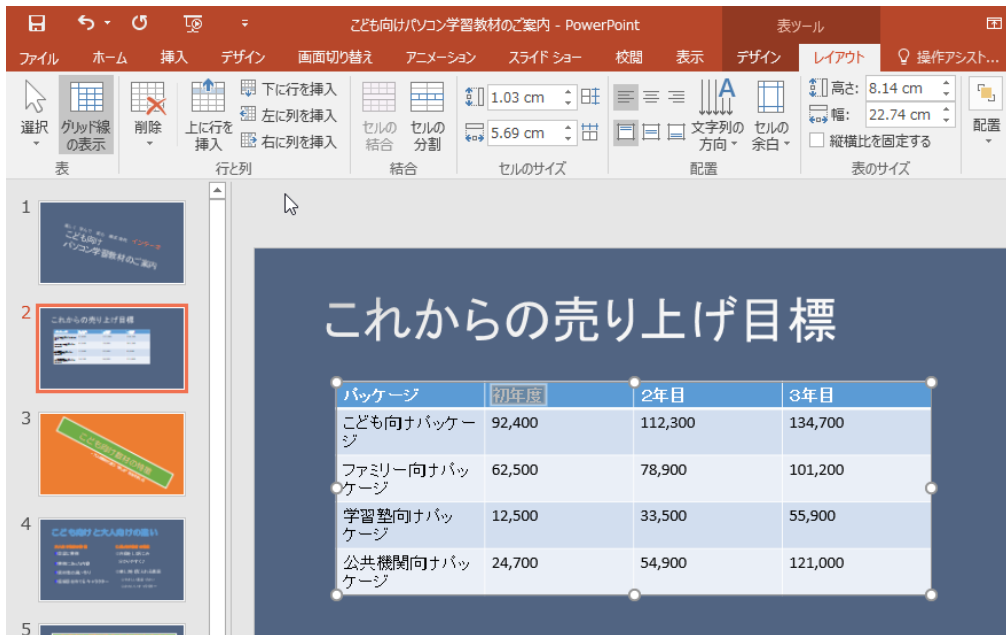 こども向けパソコン学習教材のご案内 - PowerPoint
表ツール
ファイル ホーム 挿入 デザイン 画面切り替え アニメーション スライド ショー 校閲 表示 デザイン レイアウト 操作アシスト...
選択
グリッド線の表示
削除
上に行を挿入
下に行を挿入
左に列を挿入
右に列を挿入
セルの結合
セルの分割
1.03 cm
5.69 cm
文字列の方向
セルの余白
高さ: 8.14 cm
幅: 22.74 cm
縦横比を固定する
配置
表 行と列 結合 セルのサイズ 配置 表のサイズ
1
こども向け
パソコン学習教材のご案内
2
これからの売り上げ目標
3
こども向け教材の特徴
4
こども向けと大人向けの違い
5
これからの売り上げ目標
パッケージ 初年度 2年目 3年目
こども向けパッケー 92,400 112,300 134,700
ジ
ファミリー向けパッ 62,500 78,900 101,200
ケージ
学習塾向けパッ 12,500 33,500 55,900
ケージ
公共機関向けパッ 24,700 54,900 121,000
ケージ